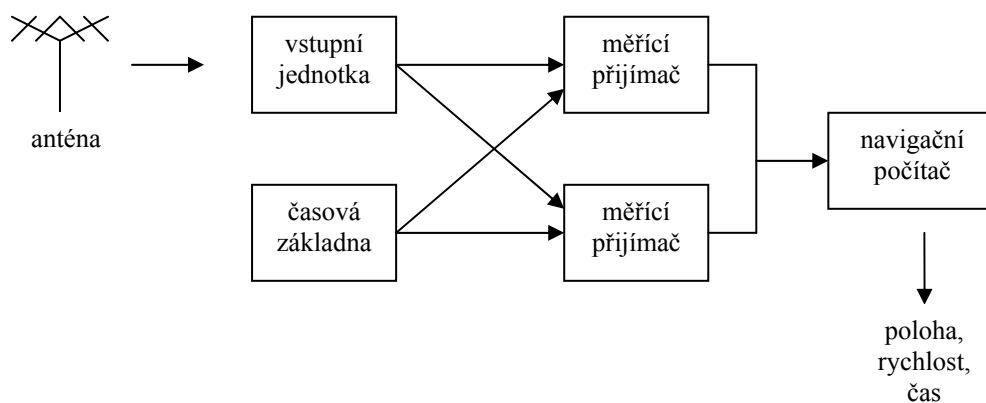 anténa
vstupní
jednotka
měřící
přijímač
časová
základna
měřící
přijímač
navigační
počítač
poloha,
rychlost,
čas